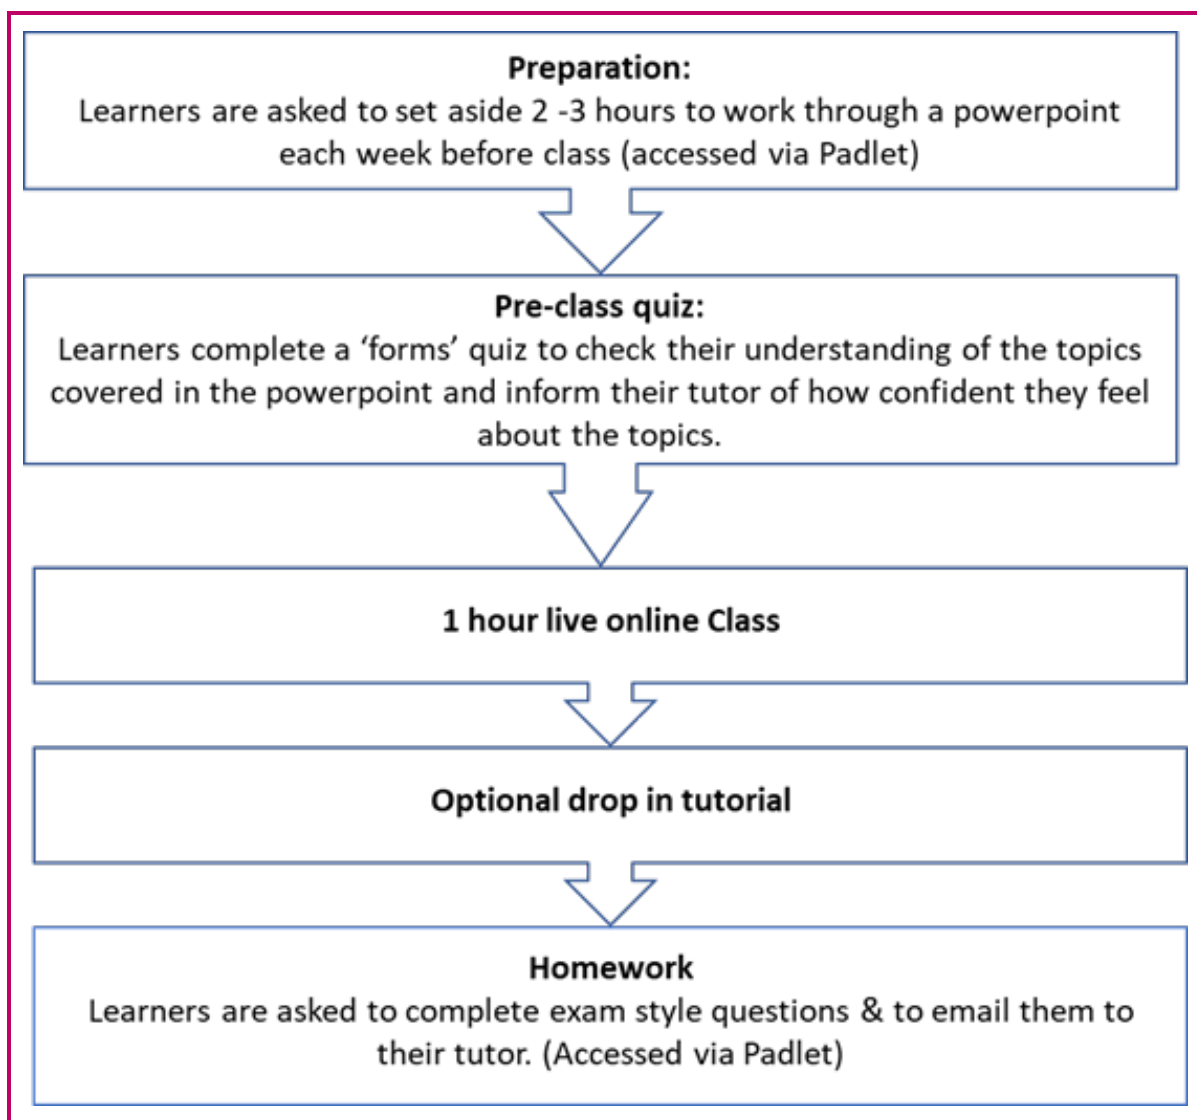 Preparation:
Learners are asked to set aside 2 -3 hours to work through a powerpoint
each week before class (accessed via Padlet)
Pre-class quiz:
Learners complete a ‘forms’ quiz to check their understanding of the topics
covered in the powerpoint and inform their tutor of how confident they feel
about the topics.
1 hour live online Class
Optional drop in tutorial
Homework
Learners are asked to complete exam style questions & to email them to
their tutor. (Accessed via Padlet)